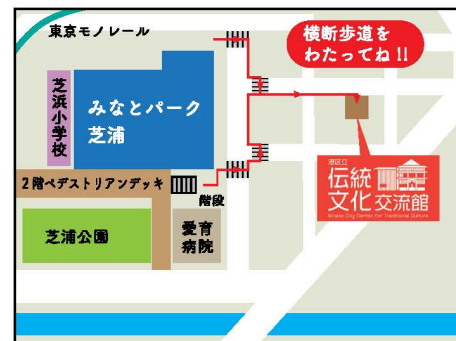 東京モノレール
横断歩道を
わたってね!!
芝浜小学校
みなとパーク
芝浦
2階ペデストリアンデッキ
階段
芝浦公園
愛育
病院
港区立
伝統
文化交流館
Minato City Center For Traditional Culture